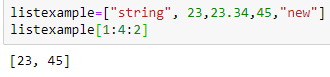 listexample=["string", 23,23.34,45,"new"]
listexample[1:4:2]
[23, 45]